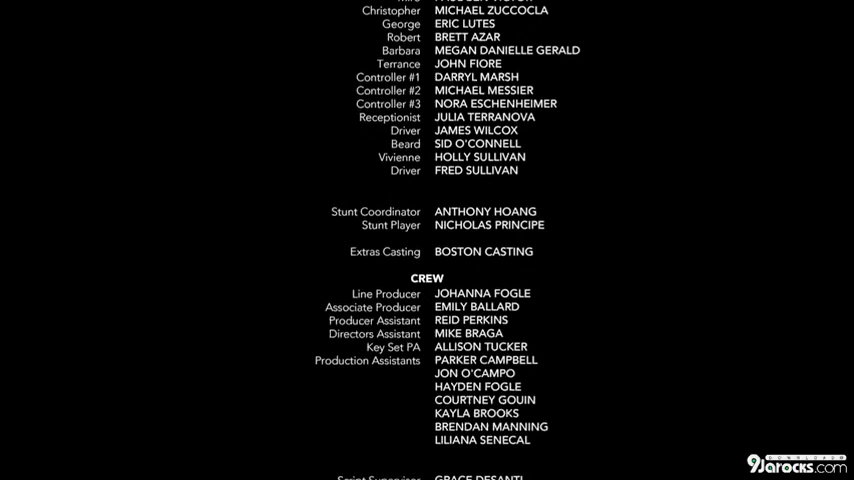 Christopher MICHAEL ZUCCOCLA
George ERIC LUTES
Robert BRETT AZAR
Barbara MEGAN DANIELLE GERALD
Terrance JOHN FIORE
Controller #1 DARRYL MARSH
Controller #2 MICHAEL MESSIER
Controller #3 NORA ESCHENHEIMER
Receptionist JULIA TERRANOVA
Driver JAMES WILCOX
Beard SID O'CONNELL
Vivienne HOLLY SULLIVAN
Driver FRED SULLIVAN
Stunt Coordinator ANTHONY HOANG
Stunt Player NICHOLAS PRINCIPE
Extras Casting BOSTON CASTING
CREW
Line Producer JOHANNA FOGLE
Associate Producer EMILY BALLARD
Producer Assistant REID PERKINS
Directors Assistant MIKE BRAGA
Key Set PA ALLISON TUCKER
Production Assistants PARKER CAMPBELL
JON O'CAMPO
HAYDEN FOGLE
COURTNEY GOUIN
KAYLA BROOKS
BRENDAN MANNING
LILIANA SENECAL
Script Supervisor GRACE DESANTI
DOWNLOADED
9Jarocks.com